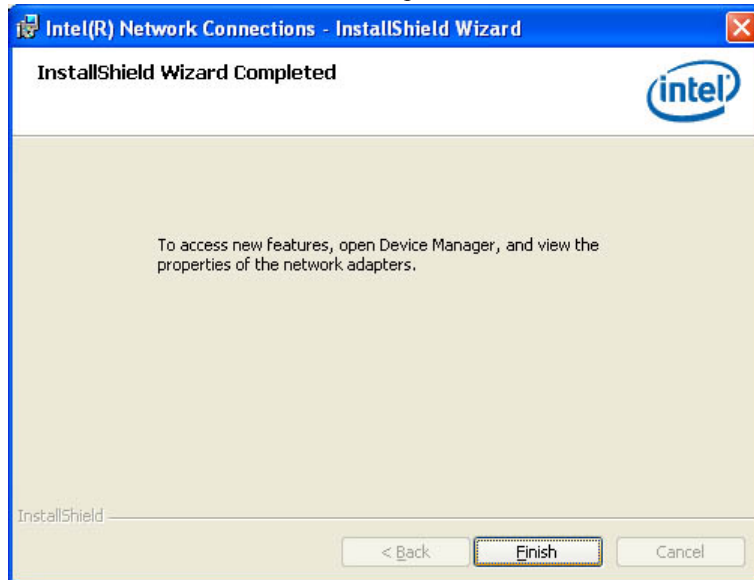 Intel(R) Network Connections - InstallShield Wizard
InstallShield Wizard Completed
intel
To access new features, open Device Manager, and view the
properties of the network adapters.
InstallShield
< Back
Finish
Cancel